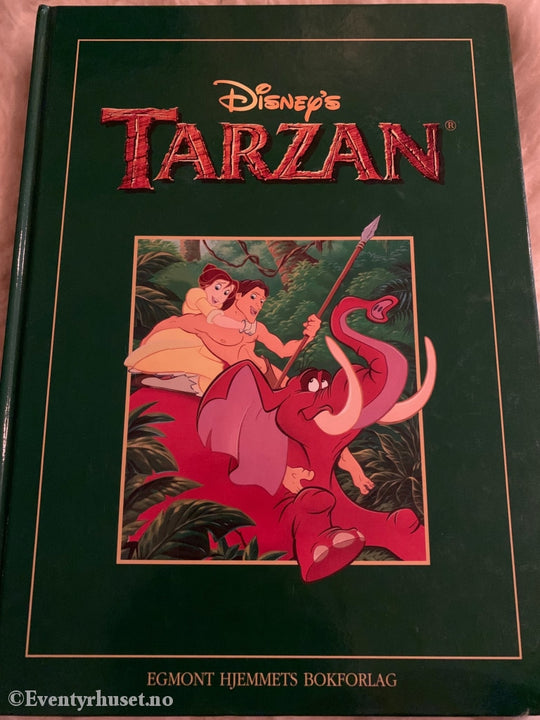 Disney's
TARZAN®
EGMONT HJEMMETS BOKFORLAG
©Eventyrhuset.no